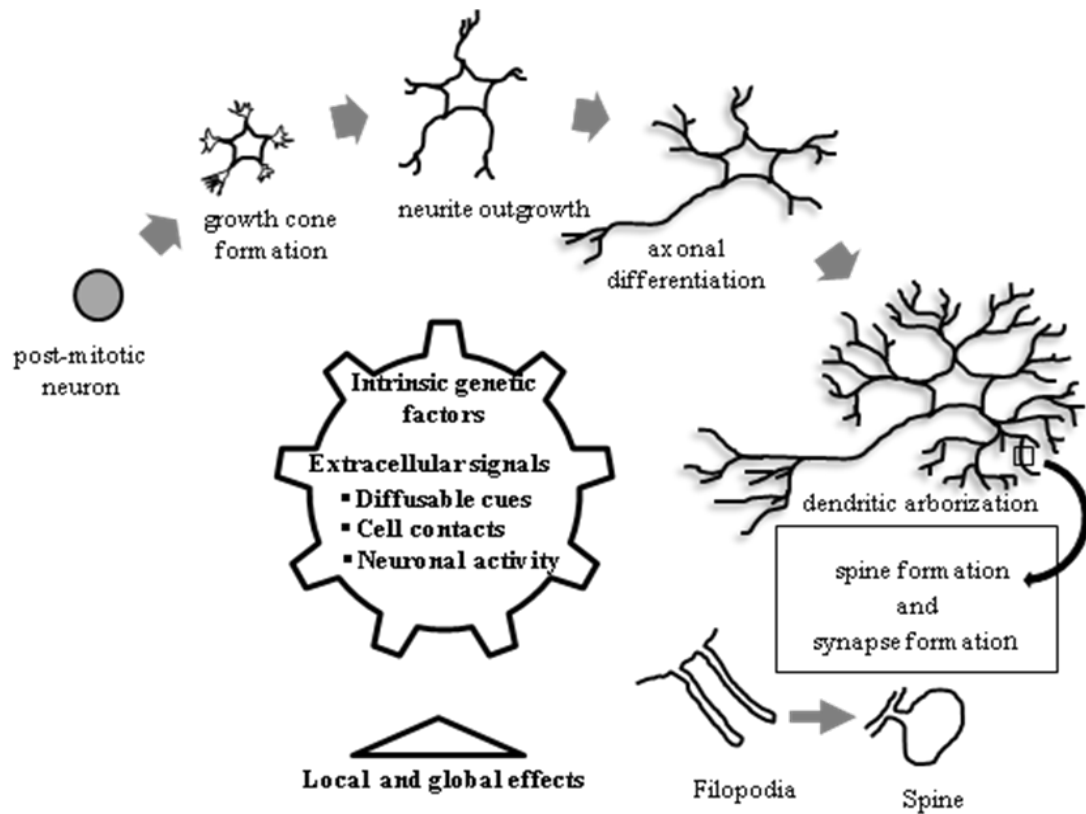 post-mitotic
neuron
growth cone
formation
neurite outgrowth
axonal
differentiation
dendritic arborization
spine formation
and
synapse formation
Filopodia
Spine
Intrinsic genetic
factors
Extracellular signals
▪ Diffusable cues
▪ Cell contacts
▪ Neuronal activity
Local and global effects